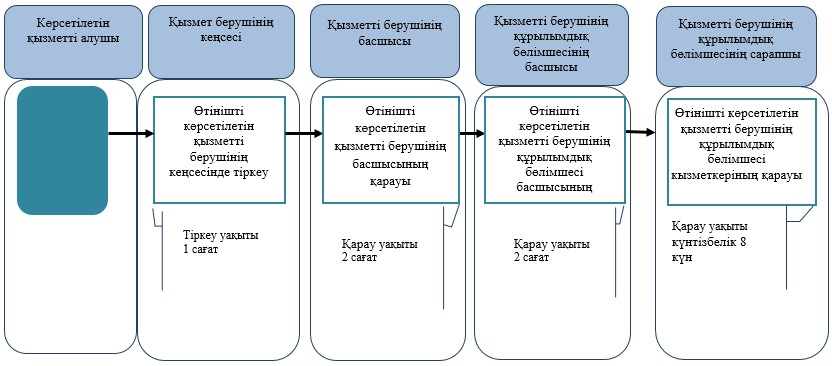 Көрсетілетін
қызметті алушы
Қызмет берушінің
кеңсесі
Қызметті берушінің
басшысы
Қызметті берушінің
құрылымдық
бөлімшесінің
басшысы
Қызметті берушінің
құрылымдық
бөлімшесінің сарапшы
Өтінішті
көрсетілетін
қызметті
берушінің
кеңсесінде тіркеу
Өтінішті
көрсетілетін
қызметті берушінің
басшысының
қарауы
Өтінішті
көрсетілетін
қызметті берушінің
құрылымдық
бөлімше
басшысының
Өтінішті көрсетілетін
қызметті берушінің
құрылымдық
бөлімшесі
кызметкеріның қарауы
Тіркеу уақыты
1 сағат
Қарау уақыты
2 сағат
Қарау уақыты
2 сағат
Қарау уақыты
күнтізбелік 8
күн